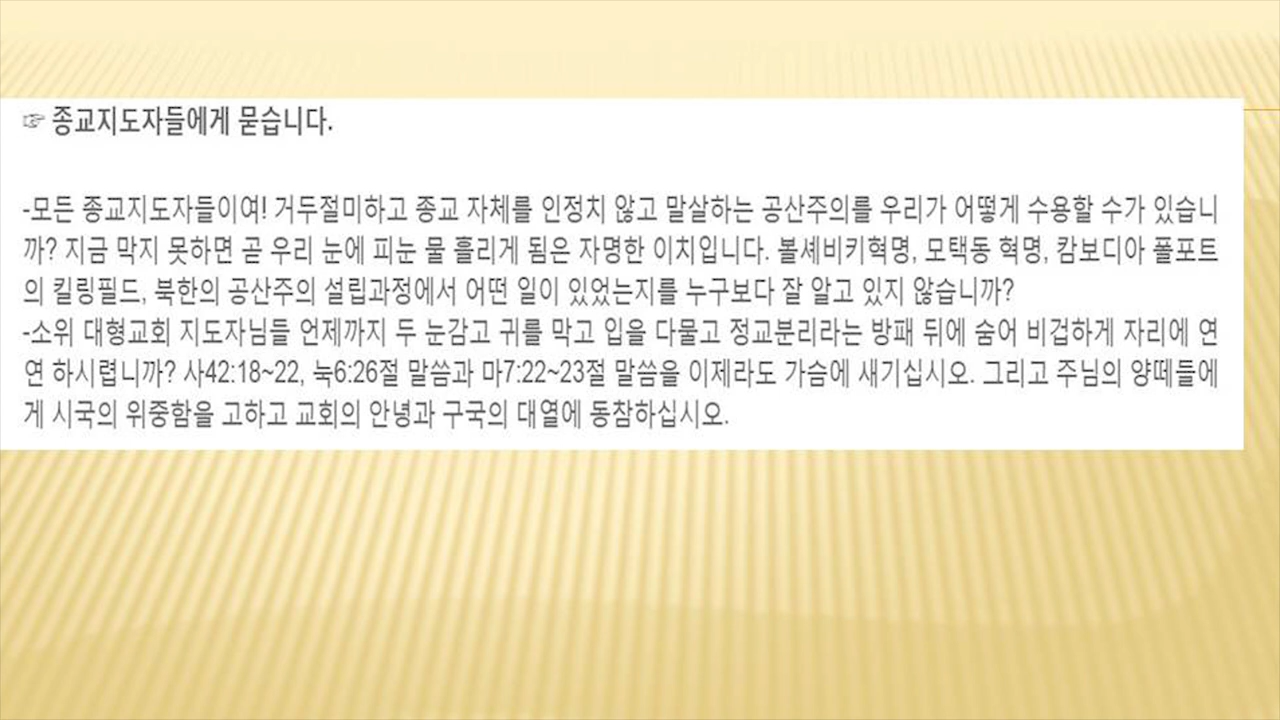 ☞ 종교지도자들에게 묻습니다.
-모든 종교지도자들이여! 거두절미하고 종교 자체를 인정치 않고 말살하는 공산주의를 우리가 어떻게 수용할 수가 있습니
까? 지금 막지 못하면 곧 우리 눈에 피눈 물 흘리게 됨은 자명한 이치입니다. 볼셰비키혁명, 모택동 혁명, 캄보디아 폴포트
의 킬링필드, 북한의 공산주의 설립과정에서 어떤 일이 있었는지를 누구보다 잘 알고 있지 않습니까?
-소위 대형교회 지도자님들 언제까지 두 눈감고 귀를 막고 입을 다물고 정교분리라는 방패 뒤에 숨어 비겁하게 자리에 연
연 하시렵니까? 사42:18~22, 눅6:26절 말씀과 마7:22~23절 말씀을 이제라도 가슴에 새기십시오. 그리고 주님의 양떼들에
게 시국의 위중함을 고하고 교회의 안녕과 구국의 대열에 동참하십시오.